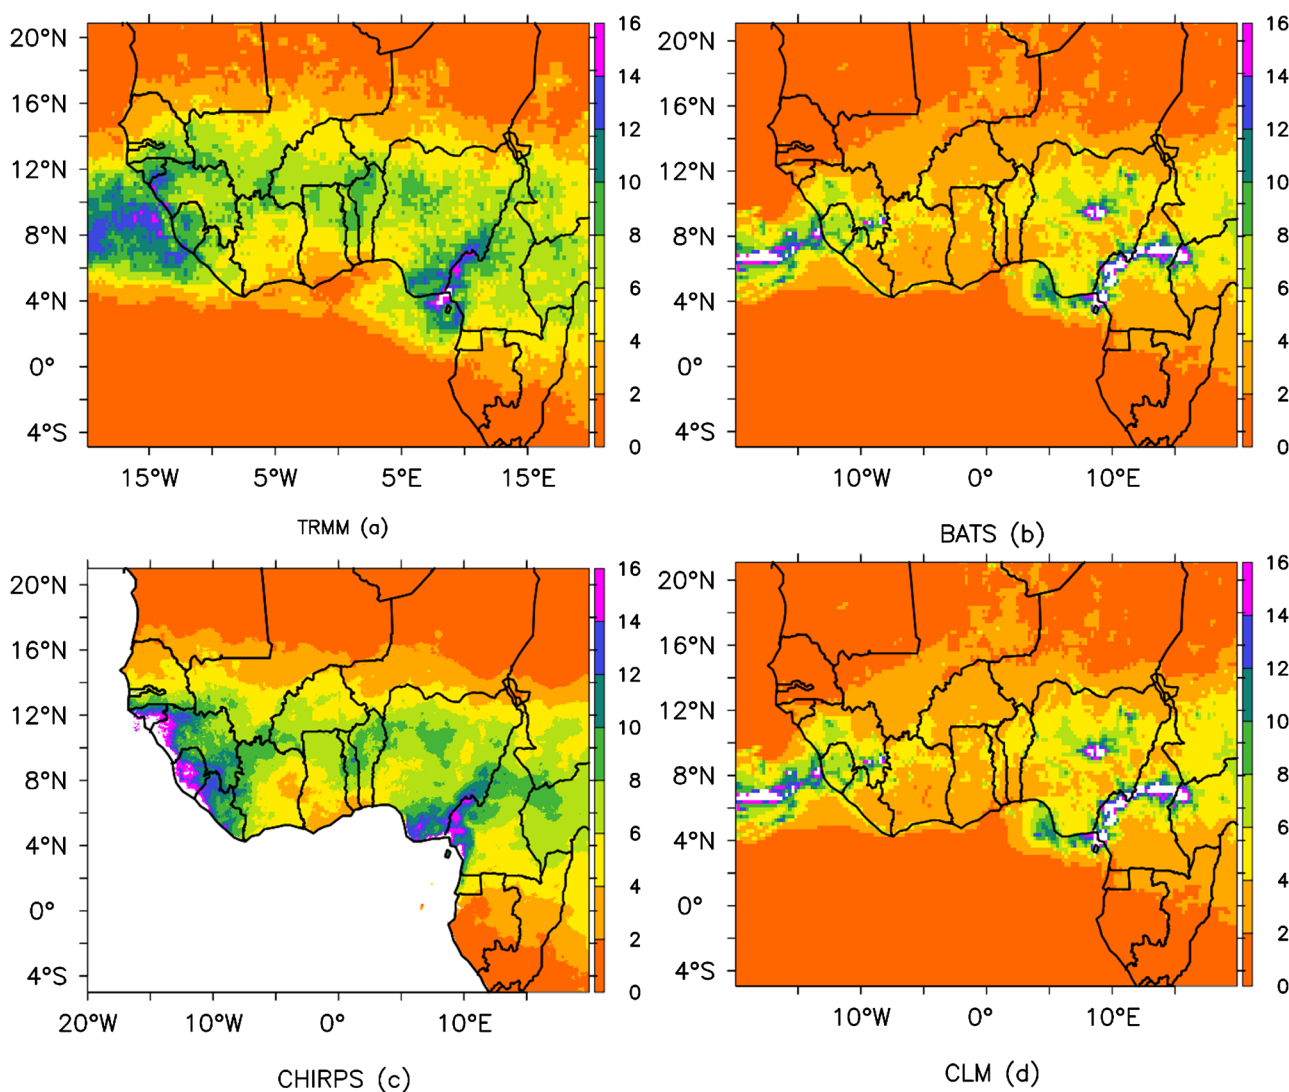 20°N
16°N
12°N
8°N
4°N
0°
4°S
15°W 5°W 5°E 15°E
16
14
12
10
8
6
4
2
0
TRMM (a)
20°N
16°N
12°N
8°N
4°N
0°
4°S
10°W 0° 10°E
16
14
12
10
8
6
4
2
0
BATS (b)
20°N
16°N
12°N
8°N
4°N
0°
4°S
20°W 10°W 0° 10°E
16
14
12
10
8
6
4
2
0
CHIRPS (c)
20°N
16°N
12°N
8°N
4°N
0°
4°S
10°W 0° 10°E
16
14
12
10
8
6
4
2
0
CLM (d)